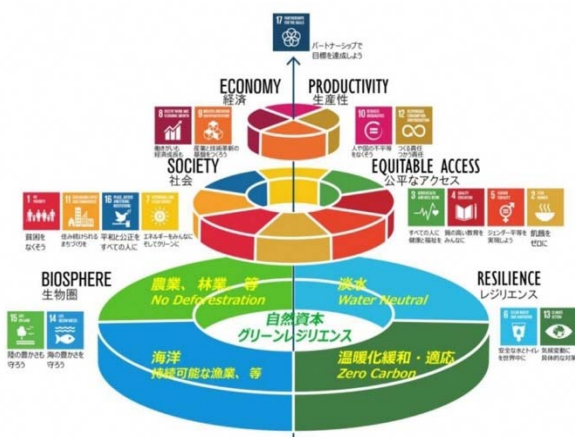 17
パートナーシップで
目標を達成しよう
ECONOMY
経済
PRODUCTIVITY
生産性
8
9
働きがいも
経済成長も
産業と技術革新の
基盤をつくろう
10
12
人や国の不平等
をなくそう
つくる責任
つかう責任
SOCIETY
社会
EQUITABLE ACCESS
公平なアクセス
1
11
16
7
貧困を
なくそう
住み続けられる
まちづくりを
平和と公正を
すべての人に
エネルギーをみんなに
そしてクリーンに
3
4
5
2
すべての人に
健康と福祉を
質の高い教育を
みんなに
ジェンダー平等を
実現しよう
飢餓を
ゼロに
BIOSPHERE
生物圏
RESILIENCE
レジリエンス
15
14
陸の豊かさも
守ろう
海の豊かさを
守ろう
6
13
安全な水とトイレ
を世界中に
気候変動に
具体的な対策
農業、林業、等
No Deforestration
淡水
Water Neutral
自然資本
グリーンレジリエンス
海洋
持続可能な漁業、等
温暖化緩和・適応
Zero Carbon